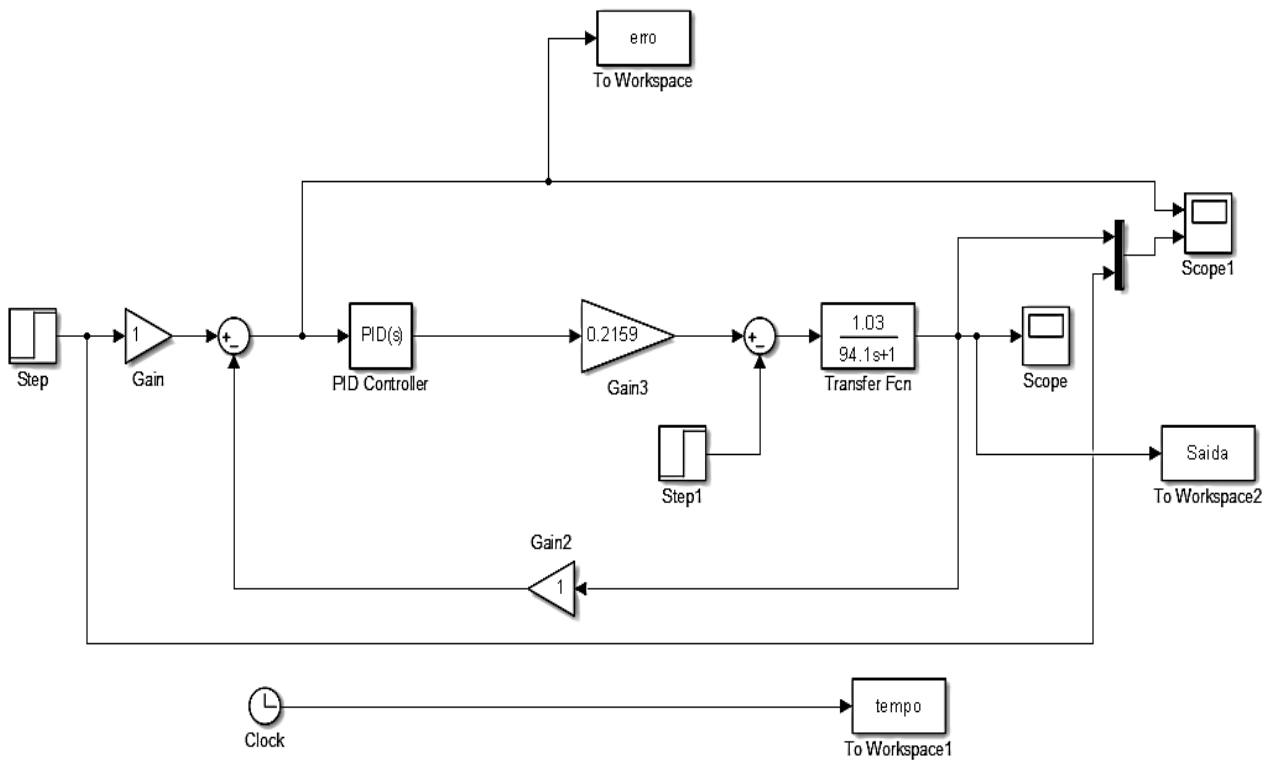 erro
To Workspace
Scope1
Step
1
Gain
+
−
PID(s)
PID Controller
0.2159
Gain3
+
−
1.03
94.1s+1
Transfer Fcn
Scope
Step1
Saida
To Workspace2
Gain2
1
Clock
tempo
To Workspace1